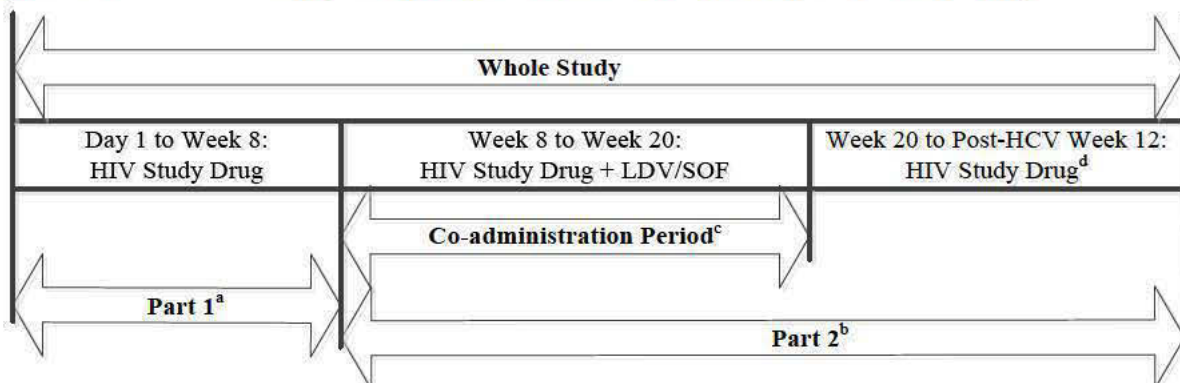 Whole Study
Day 1 to Week 8:
HIV Study Drug
Week 8 to Week 20:
HIV Study Drug + LDV/SOF
Week 20 to Post-HCV Week 12:
HIV Study Drugᵈ
Co-administration Periodᶜ
Part 1ᵃ
Part 2ᵇ